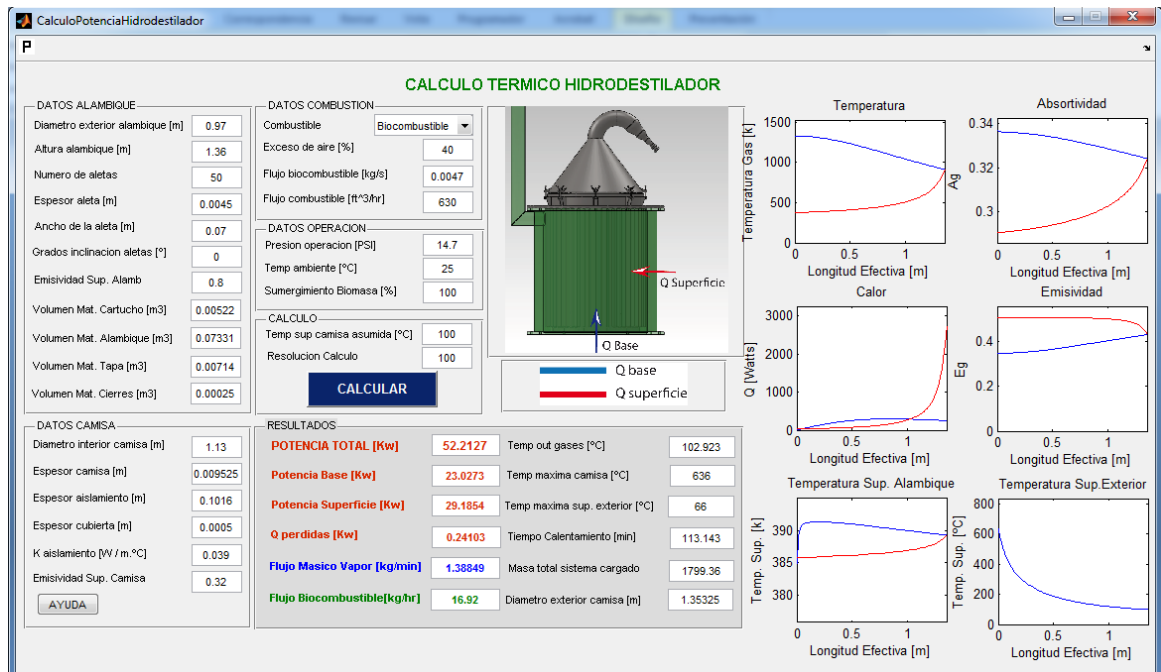 CalculoPotenciaHidrodestilador
P
CALCULO TERMICO HIDRODESTILADOR
DATOS ALAMBIQUE
Diametro exterior alambique [m] 0.97
Altura alambique [m] 1.36
Numero de aletas 50
Espesor aleta [m] 0.0045
Ancho de la aleta [m] 0.07
Grados inclinacion aletas [º] 0
Emisividad Sup. Alamb 0.8
Volumen Mat. Cartucho [m3] 0.00522
Volumen Mat. Alambique [m3] 0.07331
Volumen Mat. Tapa [m3] 0.00714
Volumen Mat. Cierres [m3] 0.00025
DATOS CAMISA
Diametro interior camisa [m] 1.13
Espesor camisa [m] 0.009525
Espesor aislamiento [m] 0.1016
Espesor cubierta [m] 0.0005
K aislamiento [W / m.ºC] 0.039
Emisividad Sup. Camisa 0.32
AYUDA
DATOS COMBUSTION
Combustible Biocombustible
Exceso de aire [%] 40
Flujo biocombustible [kg/s] 0.0047
Flujo combustible [ft^3/hr] 630
DATOS OPERACION
Presion operacion [PSI] 14.7
Temp ambiente [ºC] 25
Sumergimiento Biomasa [%] 100
CALCULO
Temp sup camisa asumida [ºC] 100
Resolucion Calculo 100
CALCULAR
Q Superficie
Q Base
Q base
Q superficie
RESULTADOS
POTENCIA TOTAL [Kw] 52.2127
Potencia Base [Kw] 23.0273
Potencia Superficie [Kw] 29.1854
Q perdidas [Kw] 0.24103
Flujo Masico Vapor [kg/min] 1.38849
Flujo Biocombustible[kg/hr] 16.92
Temp out gases [ºC] 102.923
Temp maxima camisa [ºC] 636
Temp maxima sup. exterior [ºC] 66
Tiempo Calentamiento [min] 113.143
Masa total sistema cargado 1799.36
Diametro exterior camisa [m] 1.35325
Temperatura
Temperatura Gas [k]
1500
1000
500
0
0 0.5 1
Longitud Efectiva [m]
Absortividad
Ag
0.34
0.32
0.3
0 0.5 1
Longitud Efectiva [m]
Calor
Q [Watts]
3000
2000
1000
0
0 0.5 1
Longitud Efectiva [m]
Emisividad
Eg
0.4
0.2
0
0 0.5 1
Longitud Efectiva [m]
Temperatura Sup. Alambique
Temp. Sup. [k]
390
385
380
0 0.5 1
Longitud Efectiva [m]
Temperatura Sup.Exterior
Temp. Sup. [ºC]
800
600
400
200
0
0 0.5 1
Longitud Efectiva [m]